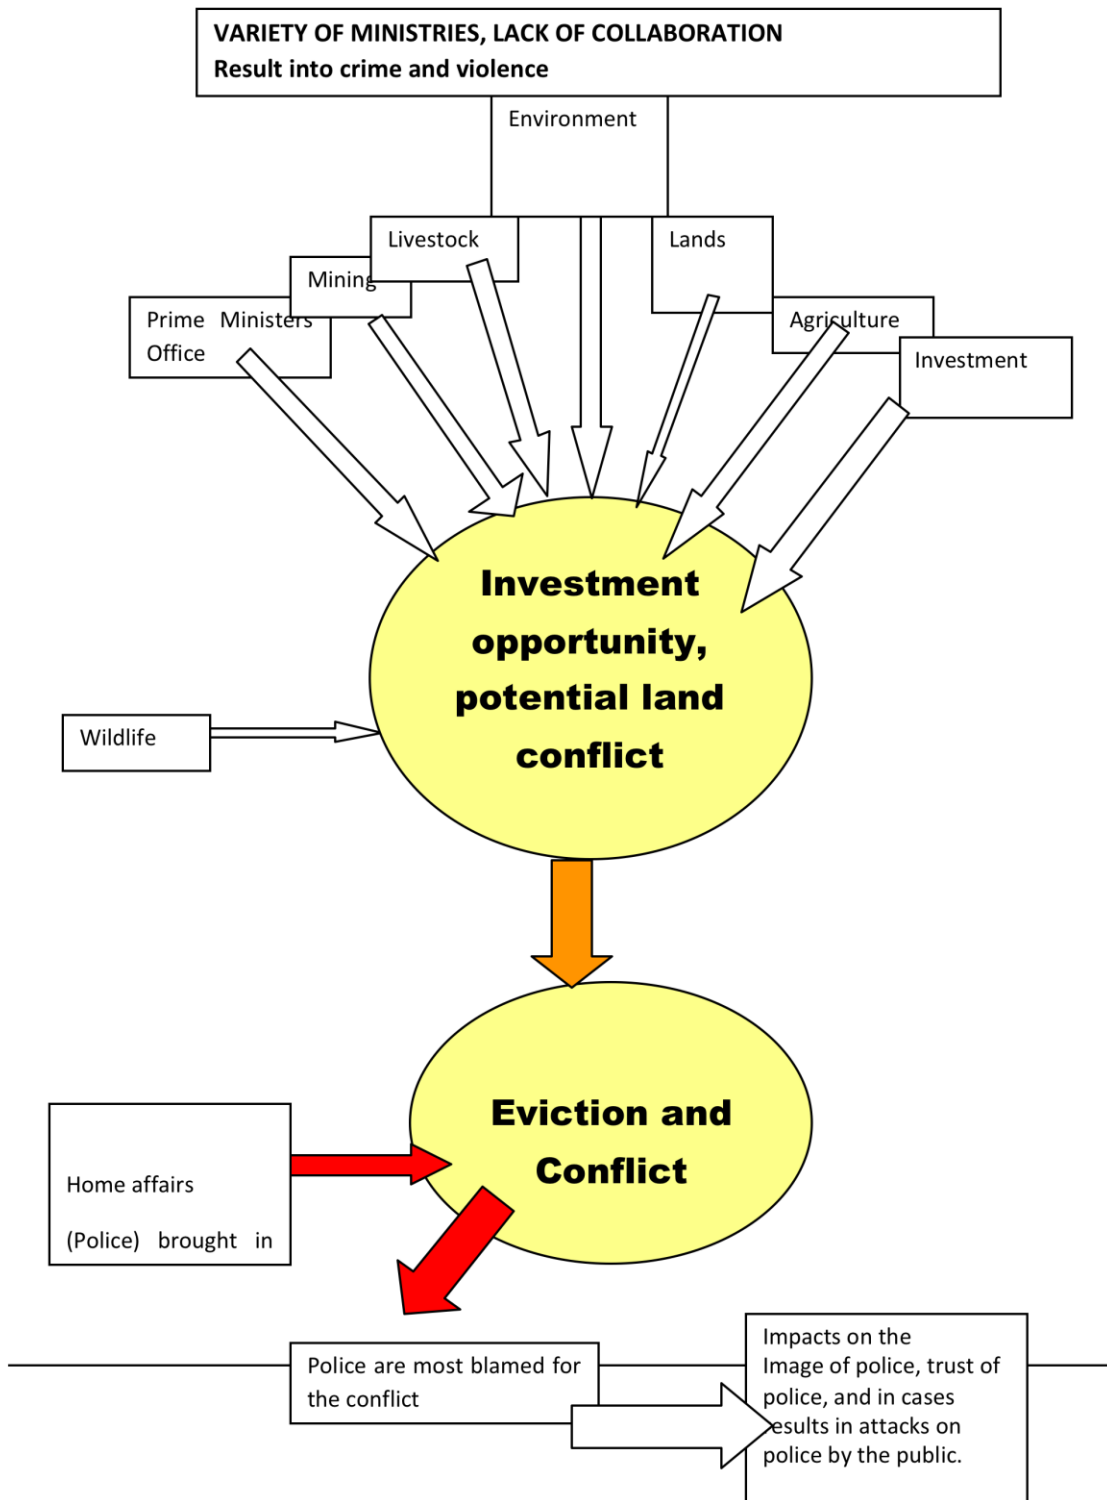 VARIETY OF MINISTRIES, LACK OF COLLABORATION
Result into crime and violence
Environment
Livestock
Lands
Mining
Prime Ministers
Office
Agriculture
Investment
Investment
opportunity,
potential land
conflict
Wildlife
Eviction and
Conflict
Home affairs
(Police) brought in
Police are most blamed for
the conflict
Impacts on the
Image of police, trust of
police, and in cases
results in attacks on
police by the public.